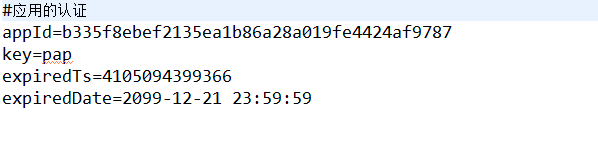 #应用的认证
appId=b335f8ebef2135ea1b86a28a019fe4424af9787
key=pap
expiredTs=4105094399366
expiredDate=2099-12-21 23:59:59